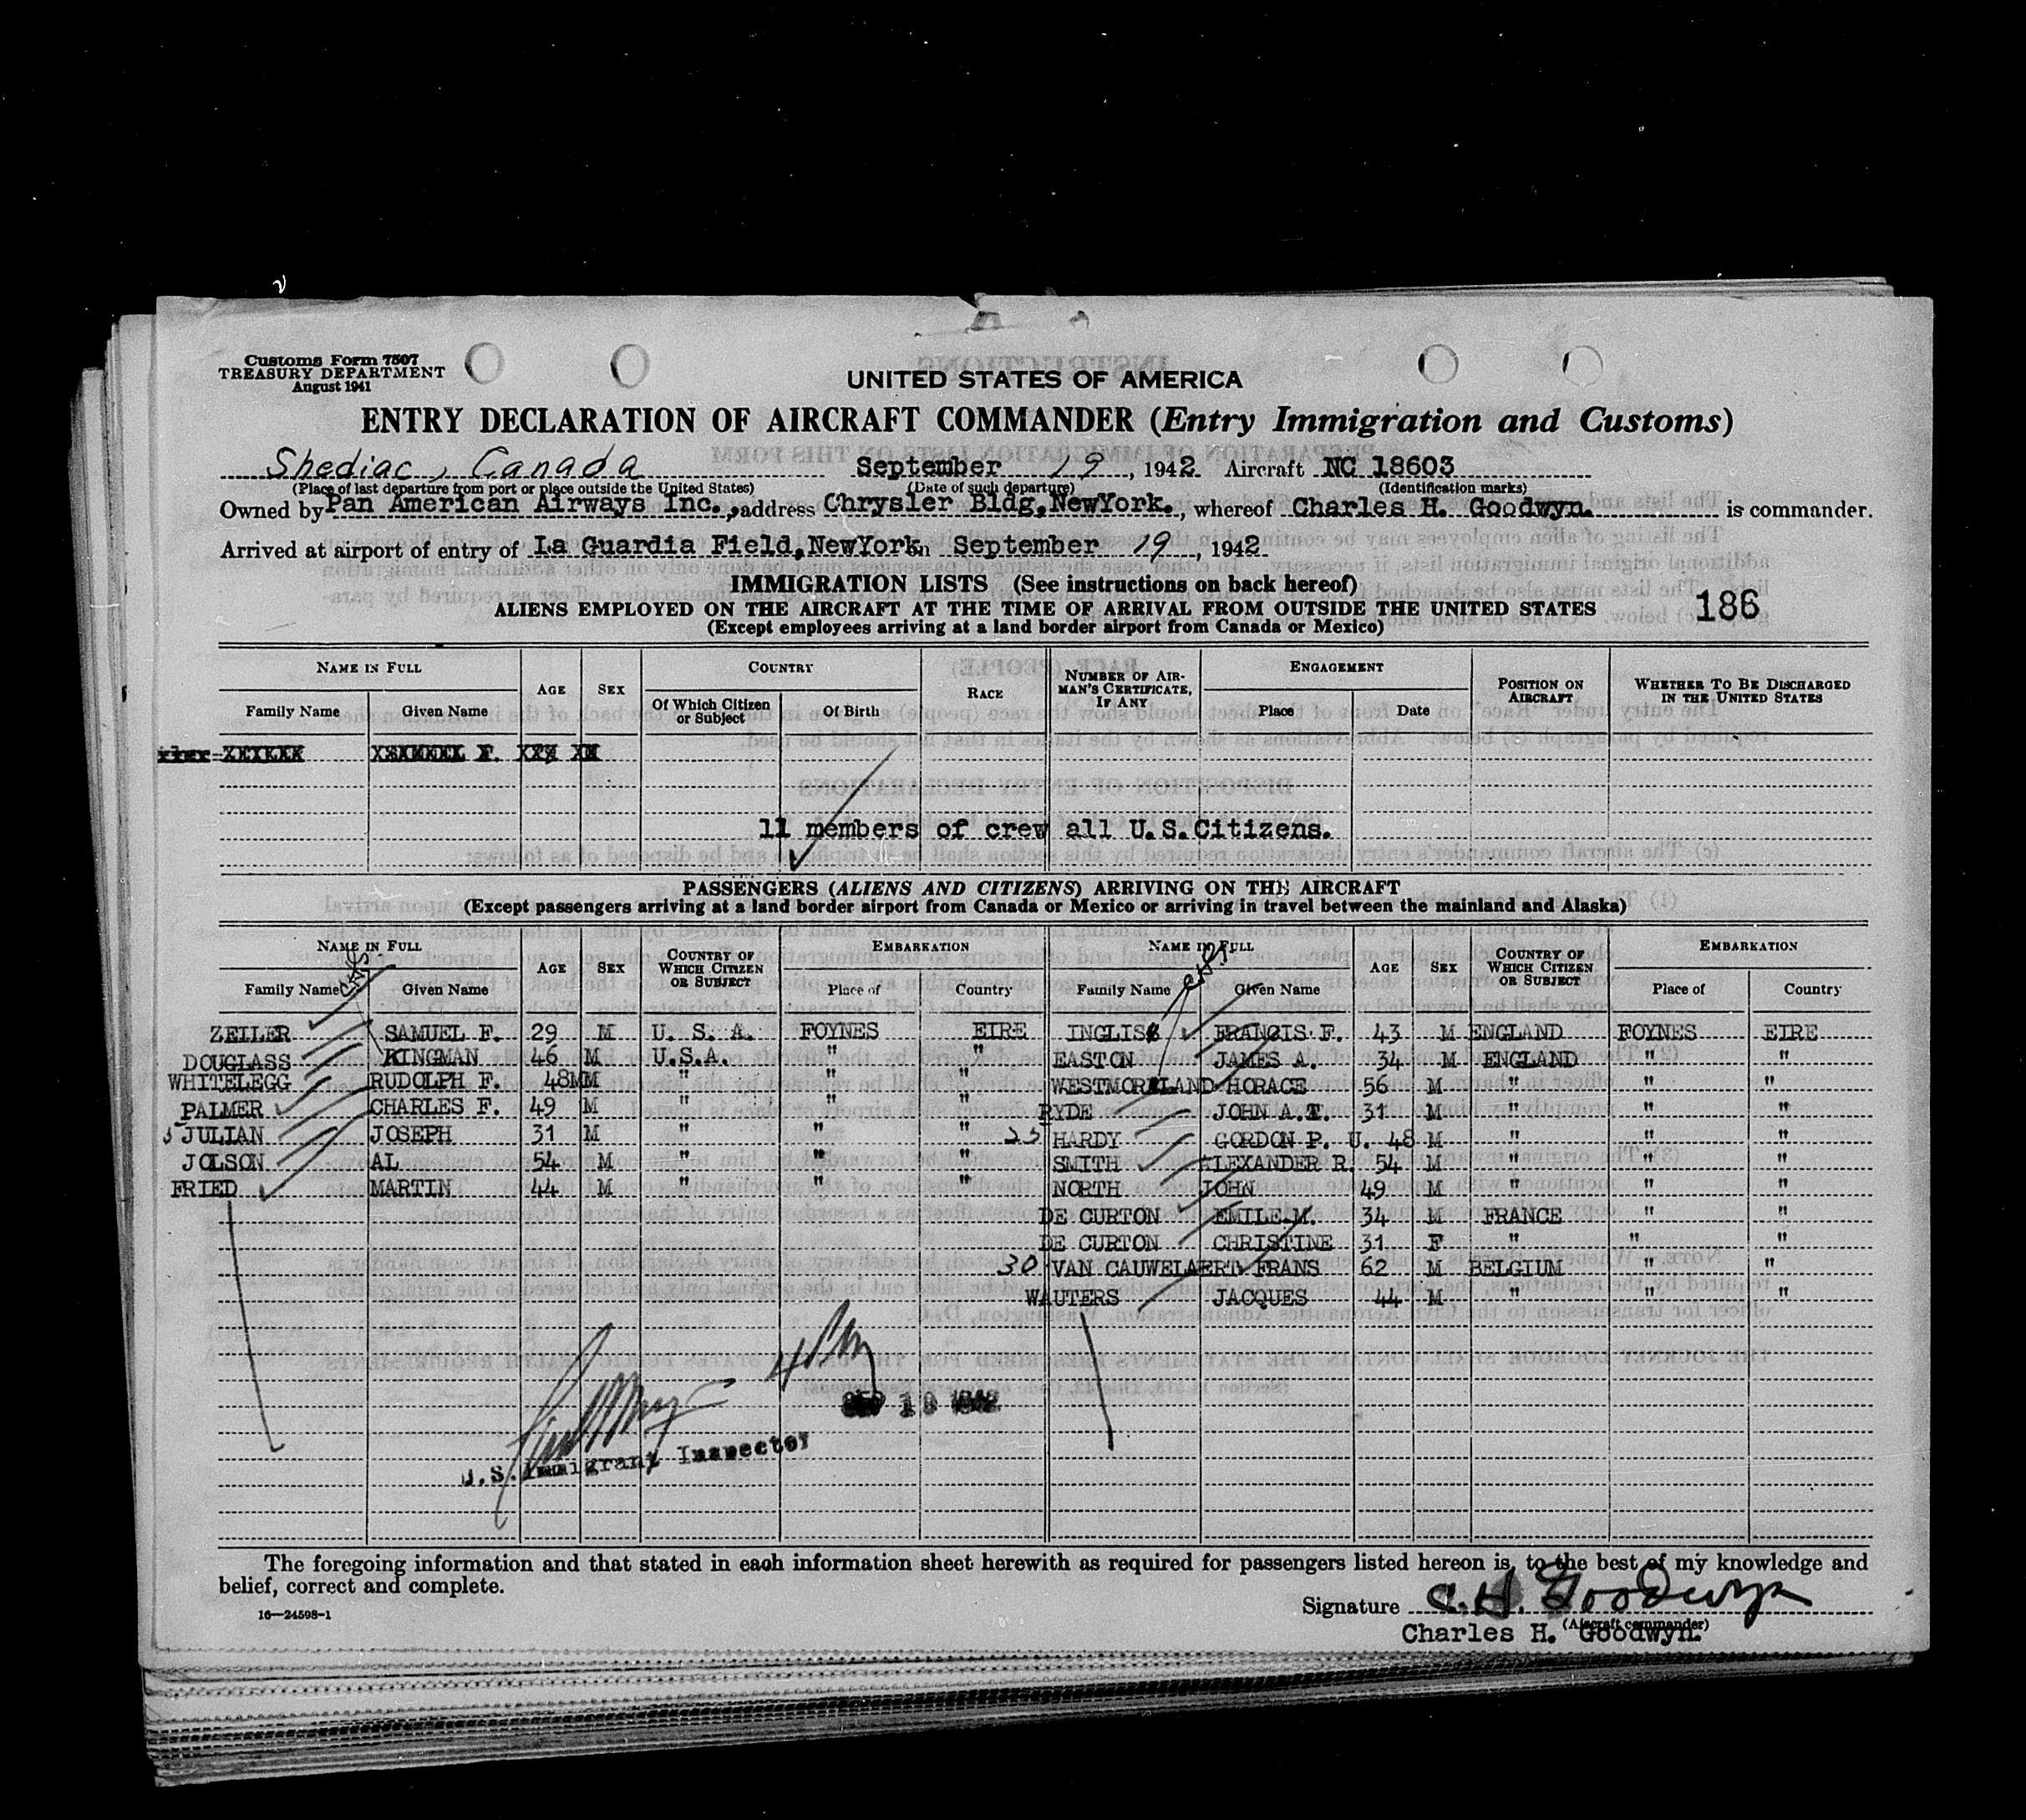 Customs Form 7507
TREASURY DEPARTMENT
August 1941
UNITED STATES OF AMERICA
ENTRY DECLARATION OF AIRCRAFT COMMANDER (Entry Immigration and Customs)
Shediac, Canada September 19, 1942 Aircraft NC 18603
(Place of last departure from port or place outside the United States) (Date of such departure) (Identification marks)
Owned by Pan American Airways Inc., address Chrysler Bldg, NewYork., whereof Charles H. Goodwyn. is commander.
Arrived at airport of entry of La Guardia Field, NewYork on September 19, 1942
IMMIGRATION LISTS (See instructions on back hereof)
ALIENS EMPLOYED ON THE AIRCRAFT AT THE TIME OF ARRIVAL FROM OUTSIDE THE UNITED STATES 186
(Except employees arriving at a land border airport from Canada or Mexico)
NAME IN FULL AGE SEX COUNTRY RACE NUMBER OF AIRMAN'S CERTIFICATE, IF ANY ENGAGEMENT POSITION ON AIRCRAFT WHETHER TO BE DISCHARGED IN THE UNITED STATES
Family Name Given Name Of Which Citizen or Subject Of Birth Place Date
11 members of crew all U.S.Citizens.
PASSENGERS (ALIENS AND CITIZENS) ARRIVING ON THE AIRCRAFT
(Except passengers arriving at a land border airport from Canada or Mexico or arriving in travel between the mainland and Alaska)
NAME IN FULL AGE SEX COUNTRY OF WHICH CITIZEN OR SUBJECT EMBARKATION NAME IN FULL AGE SEX COUNTRY OF WHICH CITIZEN OR SUBJECT EMBARKATION
Family Name Given Name Place of Country Family Name Given Name Place of Country
ZEILER SAMUEL F. 29 M U. S. A. FOYNES EIRE INGLIS FRANCIS F. 43 M ENGLAND FOYNES EIRE
DOUGLASS KINGMAN 46 M U.S.A. " " EASTON JAMES A. 34 M ENGLAND " "
WHITELEGG RUDOLPH F. 48 M " " " WESTMORELAND HORACE 56 M " " "
PALMER CHARLES F. 49 M " " " RYDE JOHN A.T. 31 M " " "
5 JULIAN JOSEPH 31 M " " " 25 HARDY GORDON P. U. 48 M " " "
JOLSON AL 54 M " " " SMITH ALEXANDER R. 54 M " " "
FRIED MARTIN 44 M " " " NORTH JOHN 49 M " " "
DE CURTON EMILE M. 34 M FRANCE " "
DE CURTON CHRISTINE 31 F " " "
30 VAN CAUWELAERT FRANS 62 M BELGIUM " "
WAUTERS JACQUES 44 M " " "
SEP 19 1942
U.S. Immigrant Inspector
The foregoing information and that stated in each information sheet herewith as required for passengers listed hereon is, to the best of my knowledge and
belief, correct and complete.
16—24598-1
Signature C. H. Goodwyn
(Aircraft commander)
Charles H. Goodwyn.